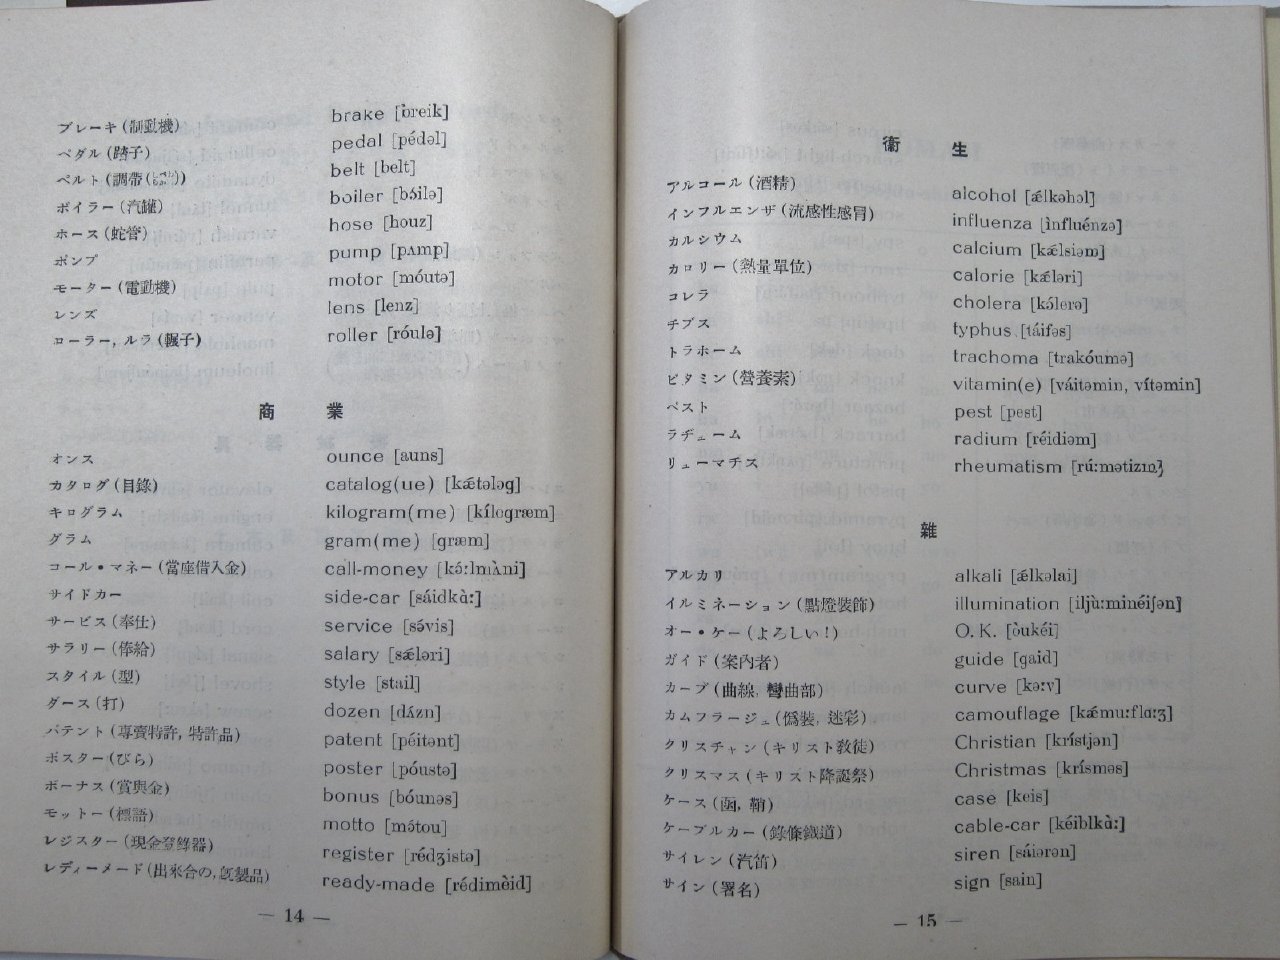 ブレーキ(制動機) brake [breik]
ペダル(踏子) pedal [pédəl]
ベルト(調帯) belt [belt]
ボイラー(汽罐) boiler [bɔ́ilə]
ホース(蛇管) hose [houz]
ポンプ pump [pʌmp]
モーター(電動機) motor [móutə]
レンズ lens [lenz]
ローラー, ルラ(輾子) roller [róulə]
商業
オンス ounce [auns]
カタログ(目錄) catalog(ue) [kǽtələg]
キログラム kilogram(me) [kíləgræm]
グラム gram(me) [græm]
コール・マネー(當座借入金) call-money [kɔ́:lmʌ̀ni]
サイドカー side-car [sáidkɑ̀:]
サービス(奉仕) service [sə́vis]
サラリー(俸給) salary [sǽləri]
スタイル(型) style [stail]
ダース(打) dozen [dʌ́zn]
パテント(專賣特許, 特許品) patent [péitənt]
ポスター(びら) poster [póustə]
ボーナス(賞與金) bonus [bóunəs]
モットー(標語) motto [mɔ́tou]
レジスター(現金登錄器) register [rédʒistə]
レディーメード(出來合の, 既製品) ready-made [rédimèid]
— 14 —
衞生
アルコール(酒精) alcohol [ǽlkəhɔl]
インフルエンザ(流感性感冒) influenza [ìnfluénzə]
カルシウム calcium [kǽlsiəm]
カロリー(熱量單位) calorie [kǽləri]
コレラ cholera [kɔ́lerə]
チブス typhus [táifəs]
トラホーム trachoma [trakóumə]
ビタミン(營養素) vitamin(e) [váitəmin, vítəmin]
ペスト pest [pest]
ラヂューム radium [réidiəm]
リューマチス rheumatism [rú:mətizm]
雜
アルカリ alkali [ǽlkəlai]
イルミネーション(點燈裝飾) illumination [iljù:minéiʃən]
オー・ケー(よろしい!) O. K. [òukéi]
ガイド(案內者) guide [gaid]
カーブ(曲線, 彎曲部) curve [kə:v]
カムフラージュ(僞裝, 迷彩) camouflage [kǽmu:flɑ:ʒ]
クリスチャン(キリスト敎徒) Christian [krístjən]
クリスマス(キリスト降誕祭) Christmas [krísməs]
ケース(函, 鞘) case [keis]
ケーブルカー(鋼條鐵道) cable-car [kéiblkɑ̀:]
サイレン(汽笛) siren [sáiərən]
サイン(署名) sign [sain]
— 15 —